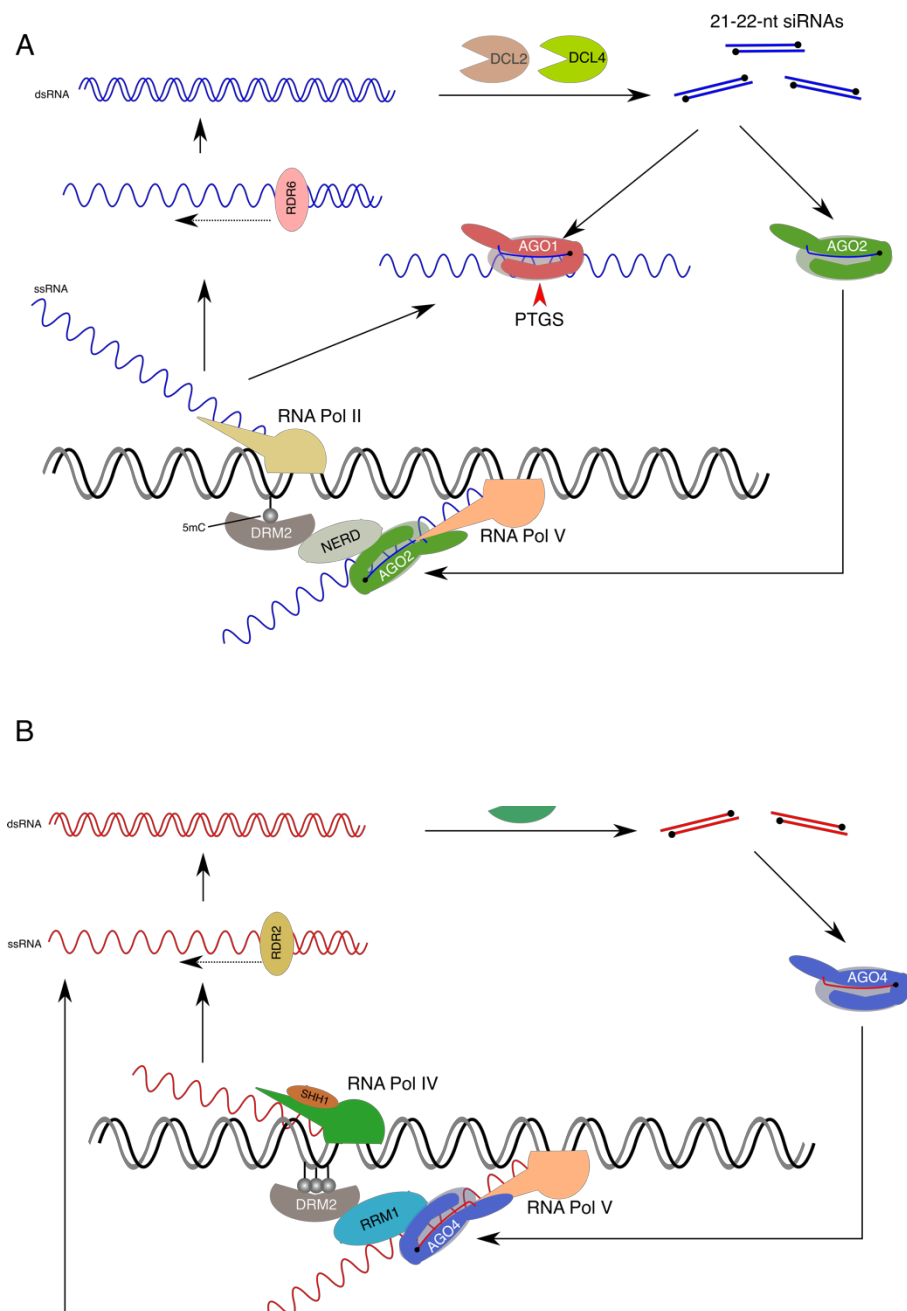 A
21-22-nt siRNAs
DCL2
DCL4
dsRNA
RDR6
AGO1
AGO2
ssRNA
PTGS
RNA Pol II
5mC
DRM2
NERD
AGO2
RNA Pol V
B
dsRNA
ssRNA
RDR2
AGO4
SHH1
RNA Pol IV
DRM2
RRM1
AGO4
RNA Pol V